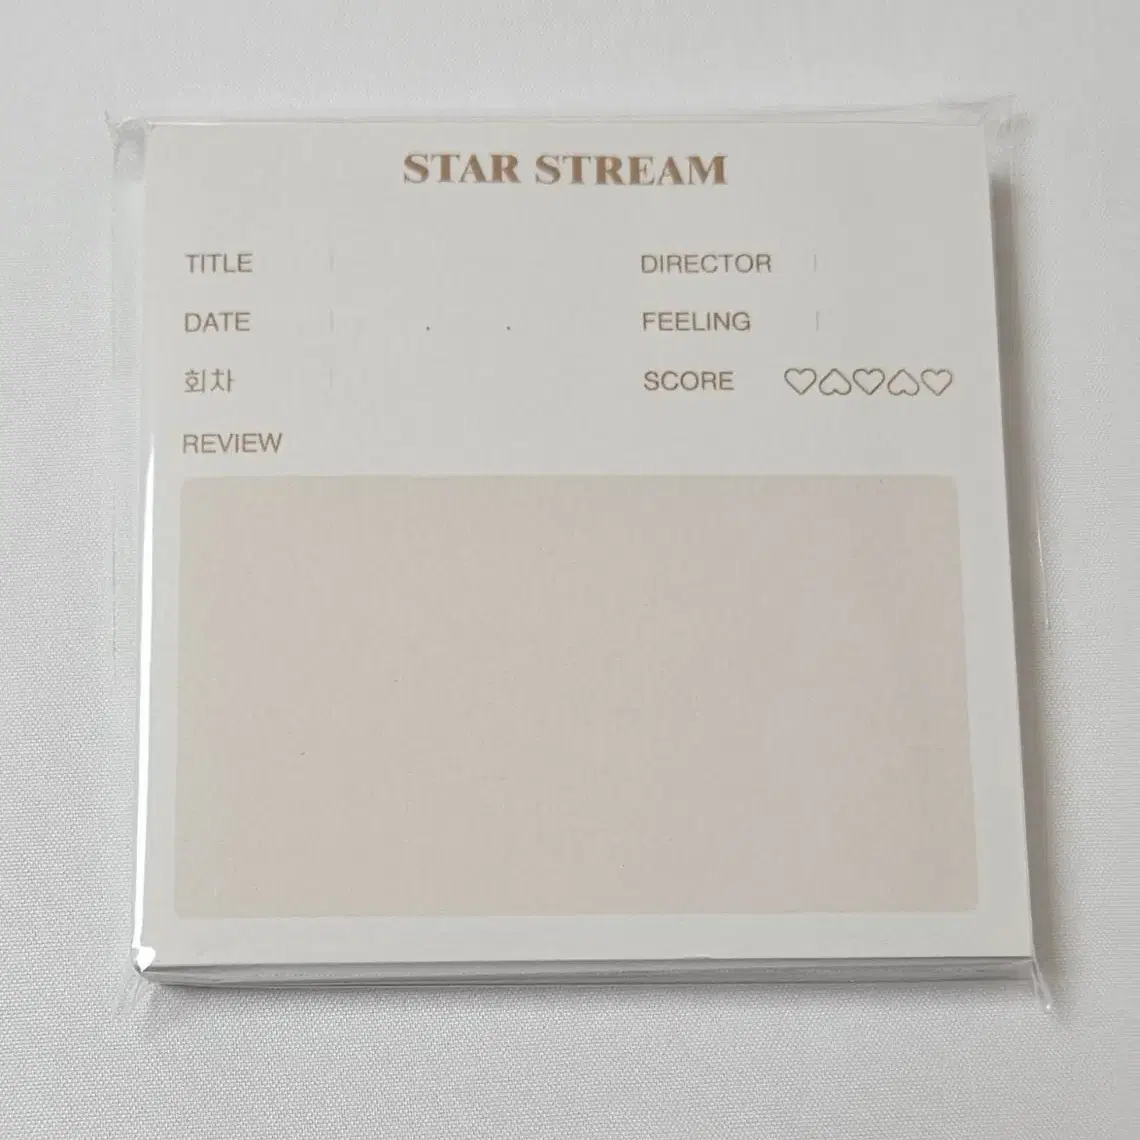 STAR STREAM
TITLE | DIRECTOR |
DATE | . . FEELING |
회차 | SCORE ♡♡♡♡♡
REVIEW